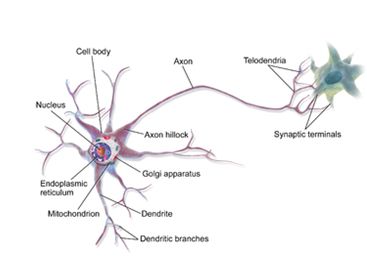 Cell body
Axon
Telodendria
Nucleus
Axon hillock
Synaptic terminals
Golgi apparatus
Endoplasmic
reticulum
Mitochondrion
Dendrite
Dendritic branches